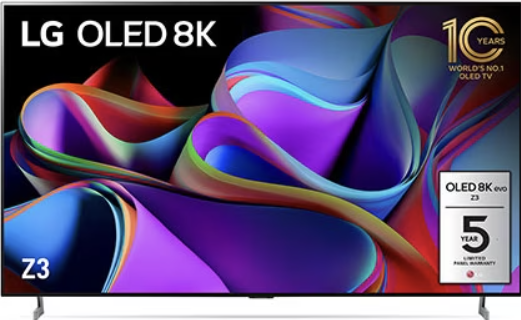 LG OLED 8K
10 YEARS
WORLD'S NO.1
OLED TV
OLED 8K evo
Z3
5
YEAR
LIMITED
PANEL WARRANTY
LG
Z3